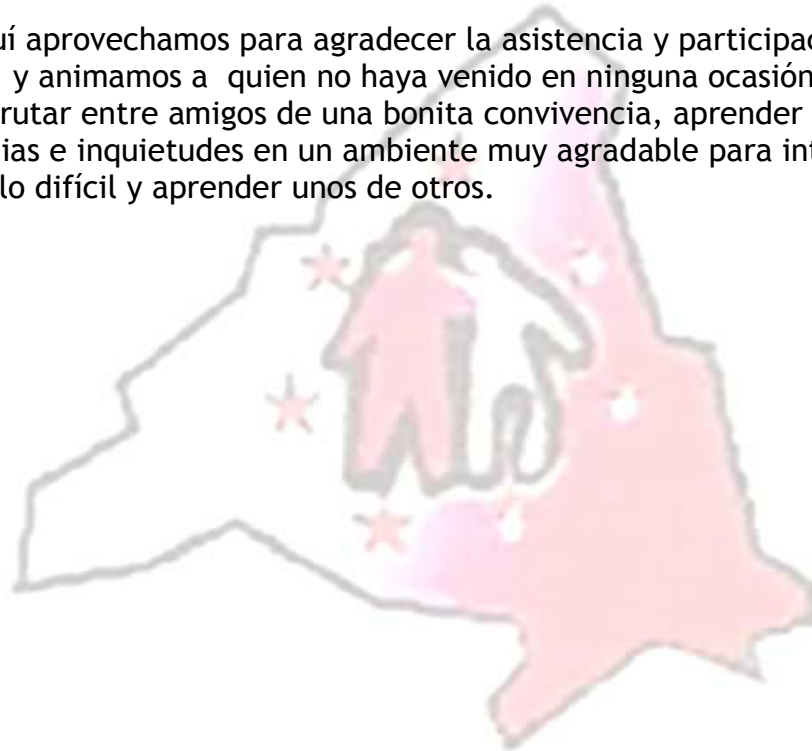 uí aprovechamos para agradecer la asistencia y participac
y animamos a quien no haya venido en ninguna ocasión
rutar entre amigos de una bonita convivencia, aprender
ias e inquietudes en un ambiente muy agradable para int
lo difícil y aprender unos de otros.